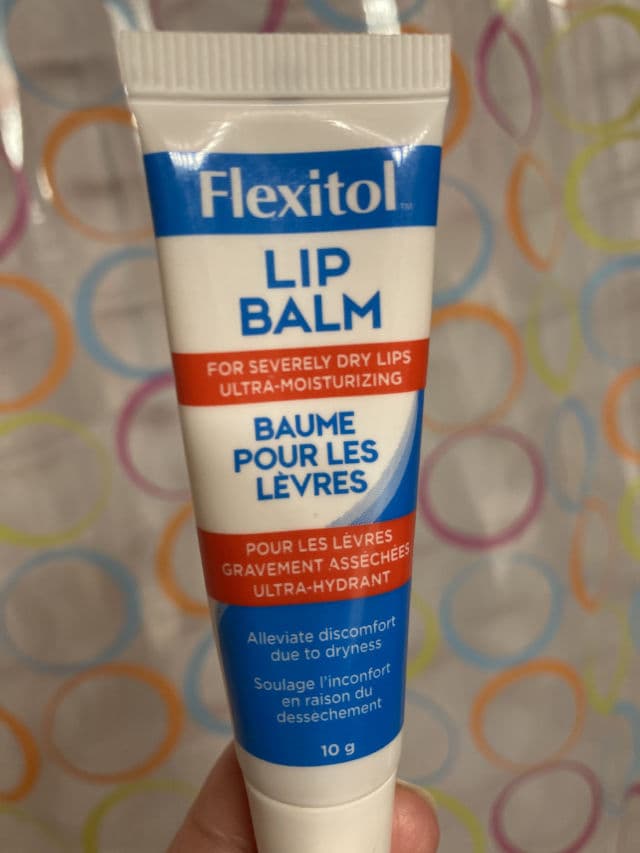 Flexitol™
LIP
BALM
FOR SEVERELY DRY LIPS
ULTRA-MOISTURIZING
BAUME
POUR LES
LÈVRES
POUR LES LÈVRES
GRAVEMENT ASSÉCHÉES
ULTRA-HYDRANT
Alleviate discomfort
due to dryness
Soulage l'inconfort
en raison du
dessèchement
10 g